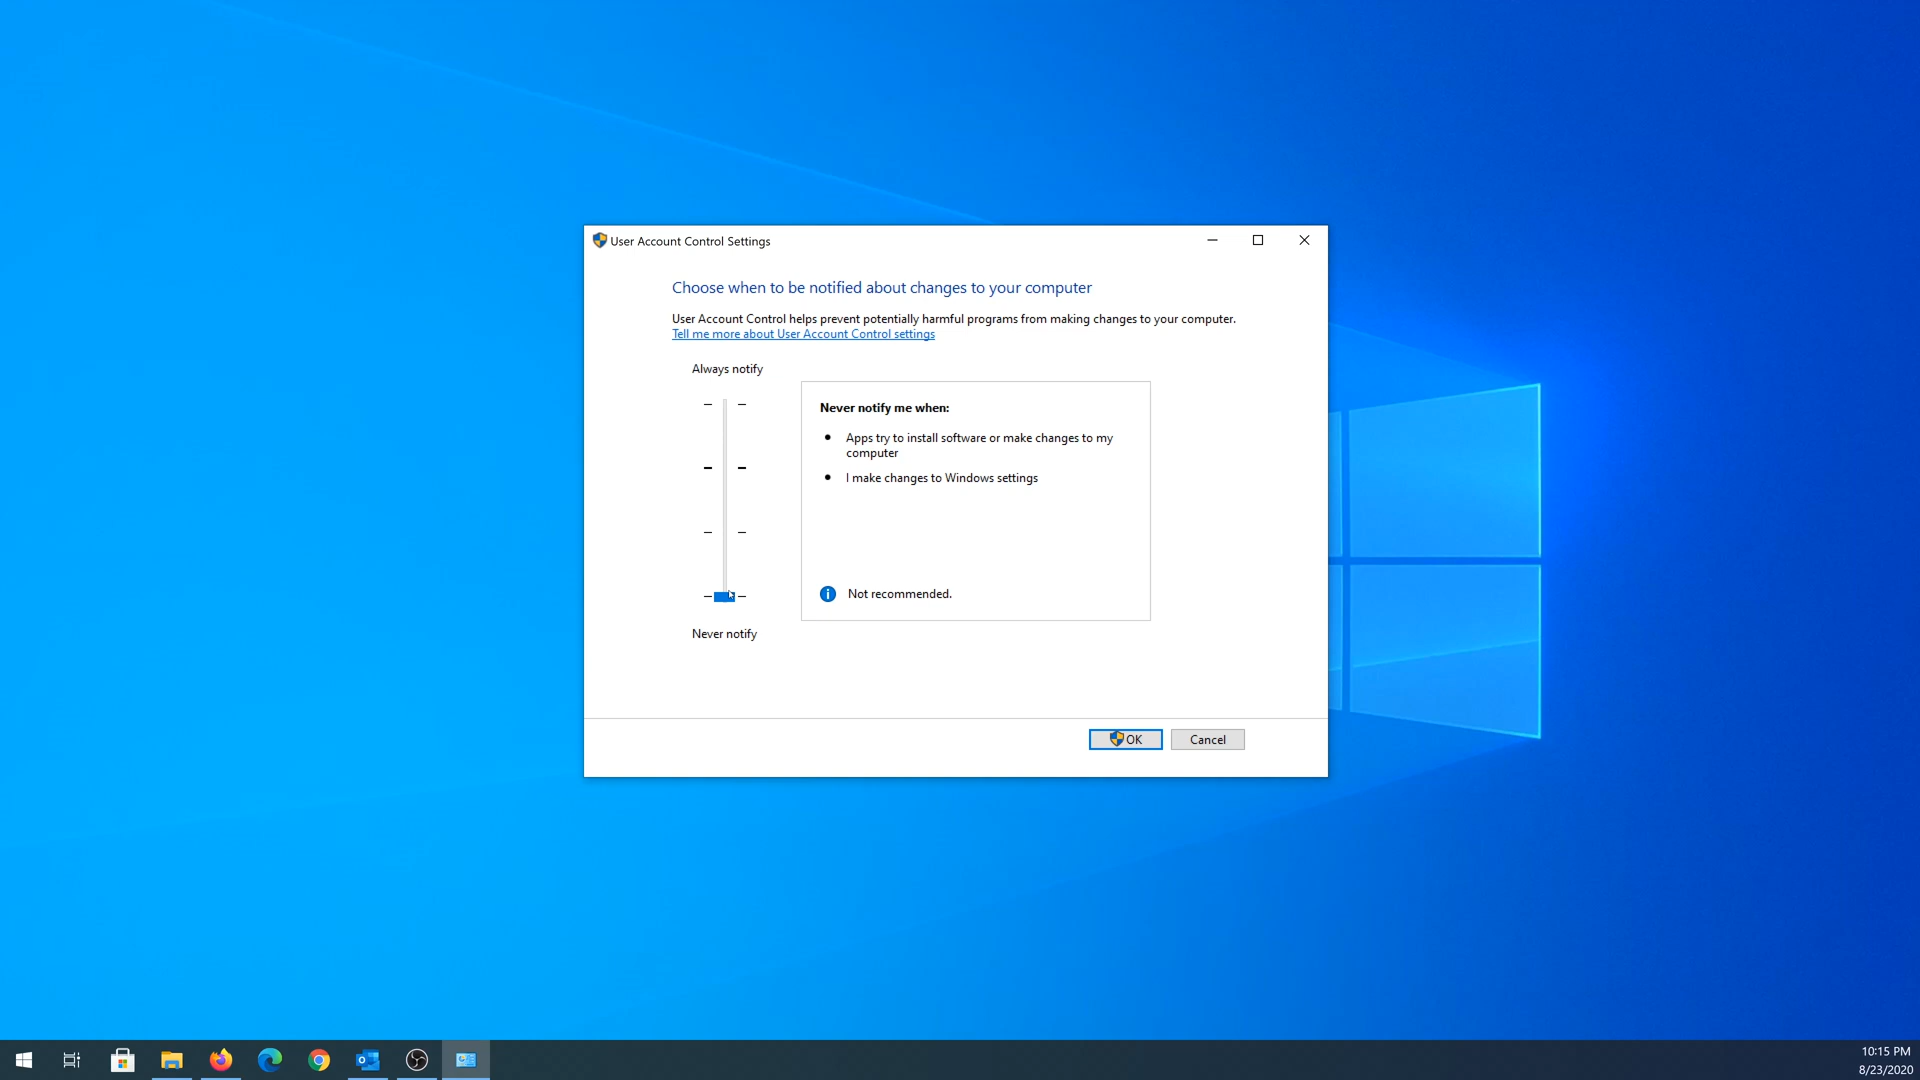 User Account Control Settings
Choose when to be notified about changes to your computer
User Account Control helps prevent potentially harmful programs from making changes to your computer.
Tell me more about User Account Control settings
Always notify
Never notify me when:
Apps try to install software or make changes to my
computer
I make changes to Windows settings
Not recommended.
Never notify
OK
Cancel
10:15 PM
8/23/2020